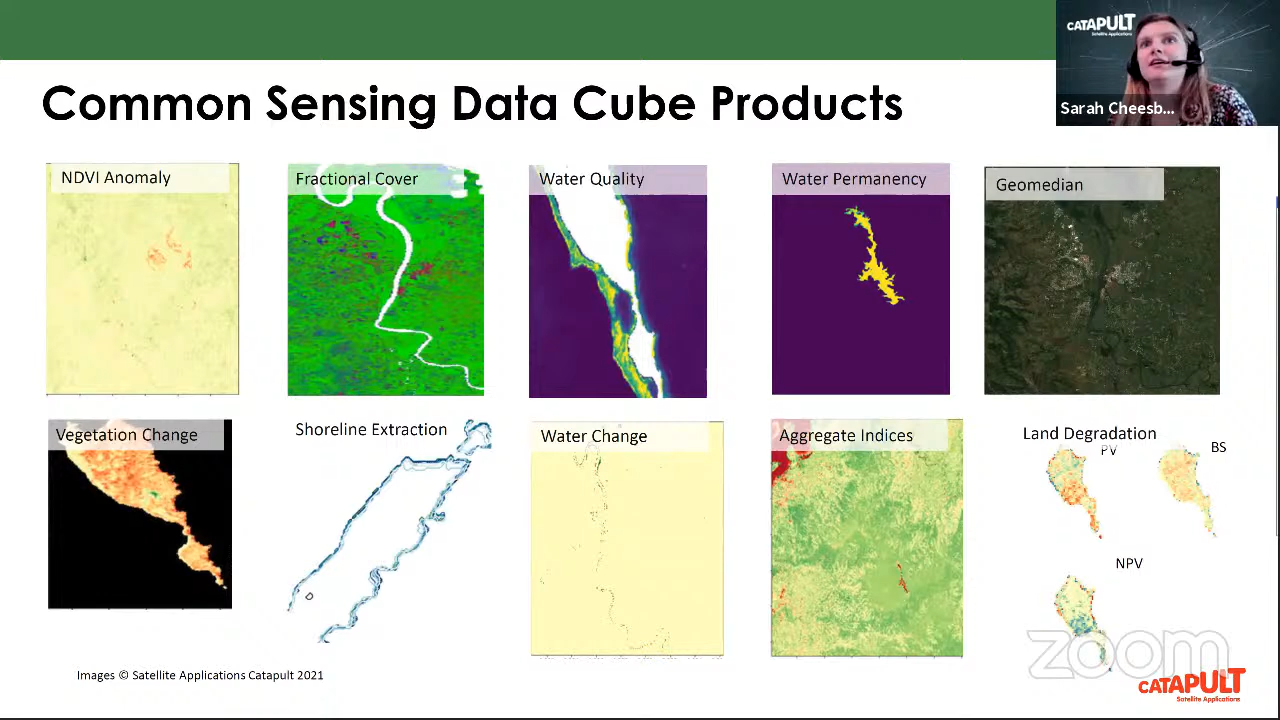 CATAPULT
Satellite Applications
Sarah Cheesb...
Common Sensing Data Cube Products
NDVI Anomaly
Fractional Cover
Water Quality
Water Permanency
Geomedian
Vegetation Change
Shoreline Extraction
Water Change
Aggregate Indices
Land Degradation
PV
BS
NPV
zoom
Images © Satellite Applications Catapult 2021
CATAPULT
Satellite Applications